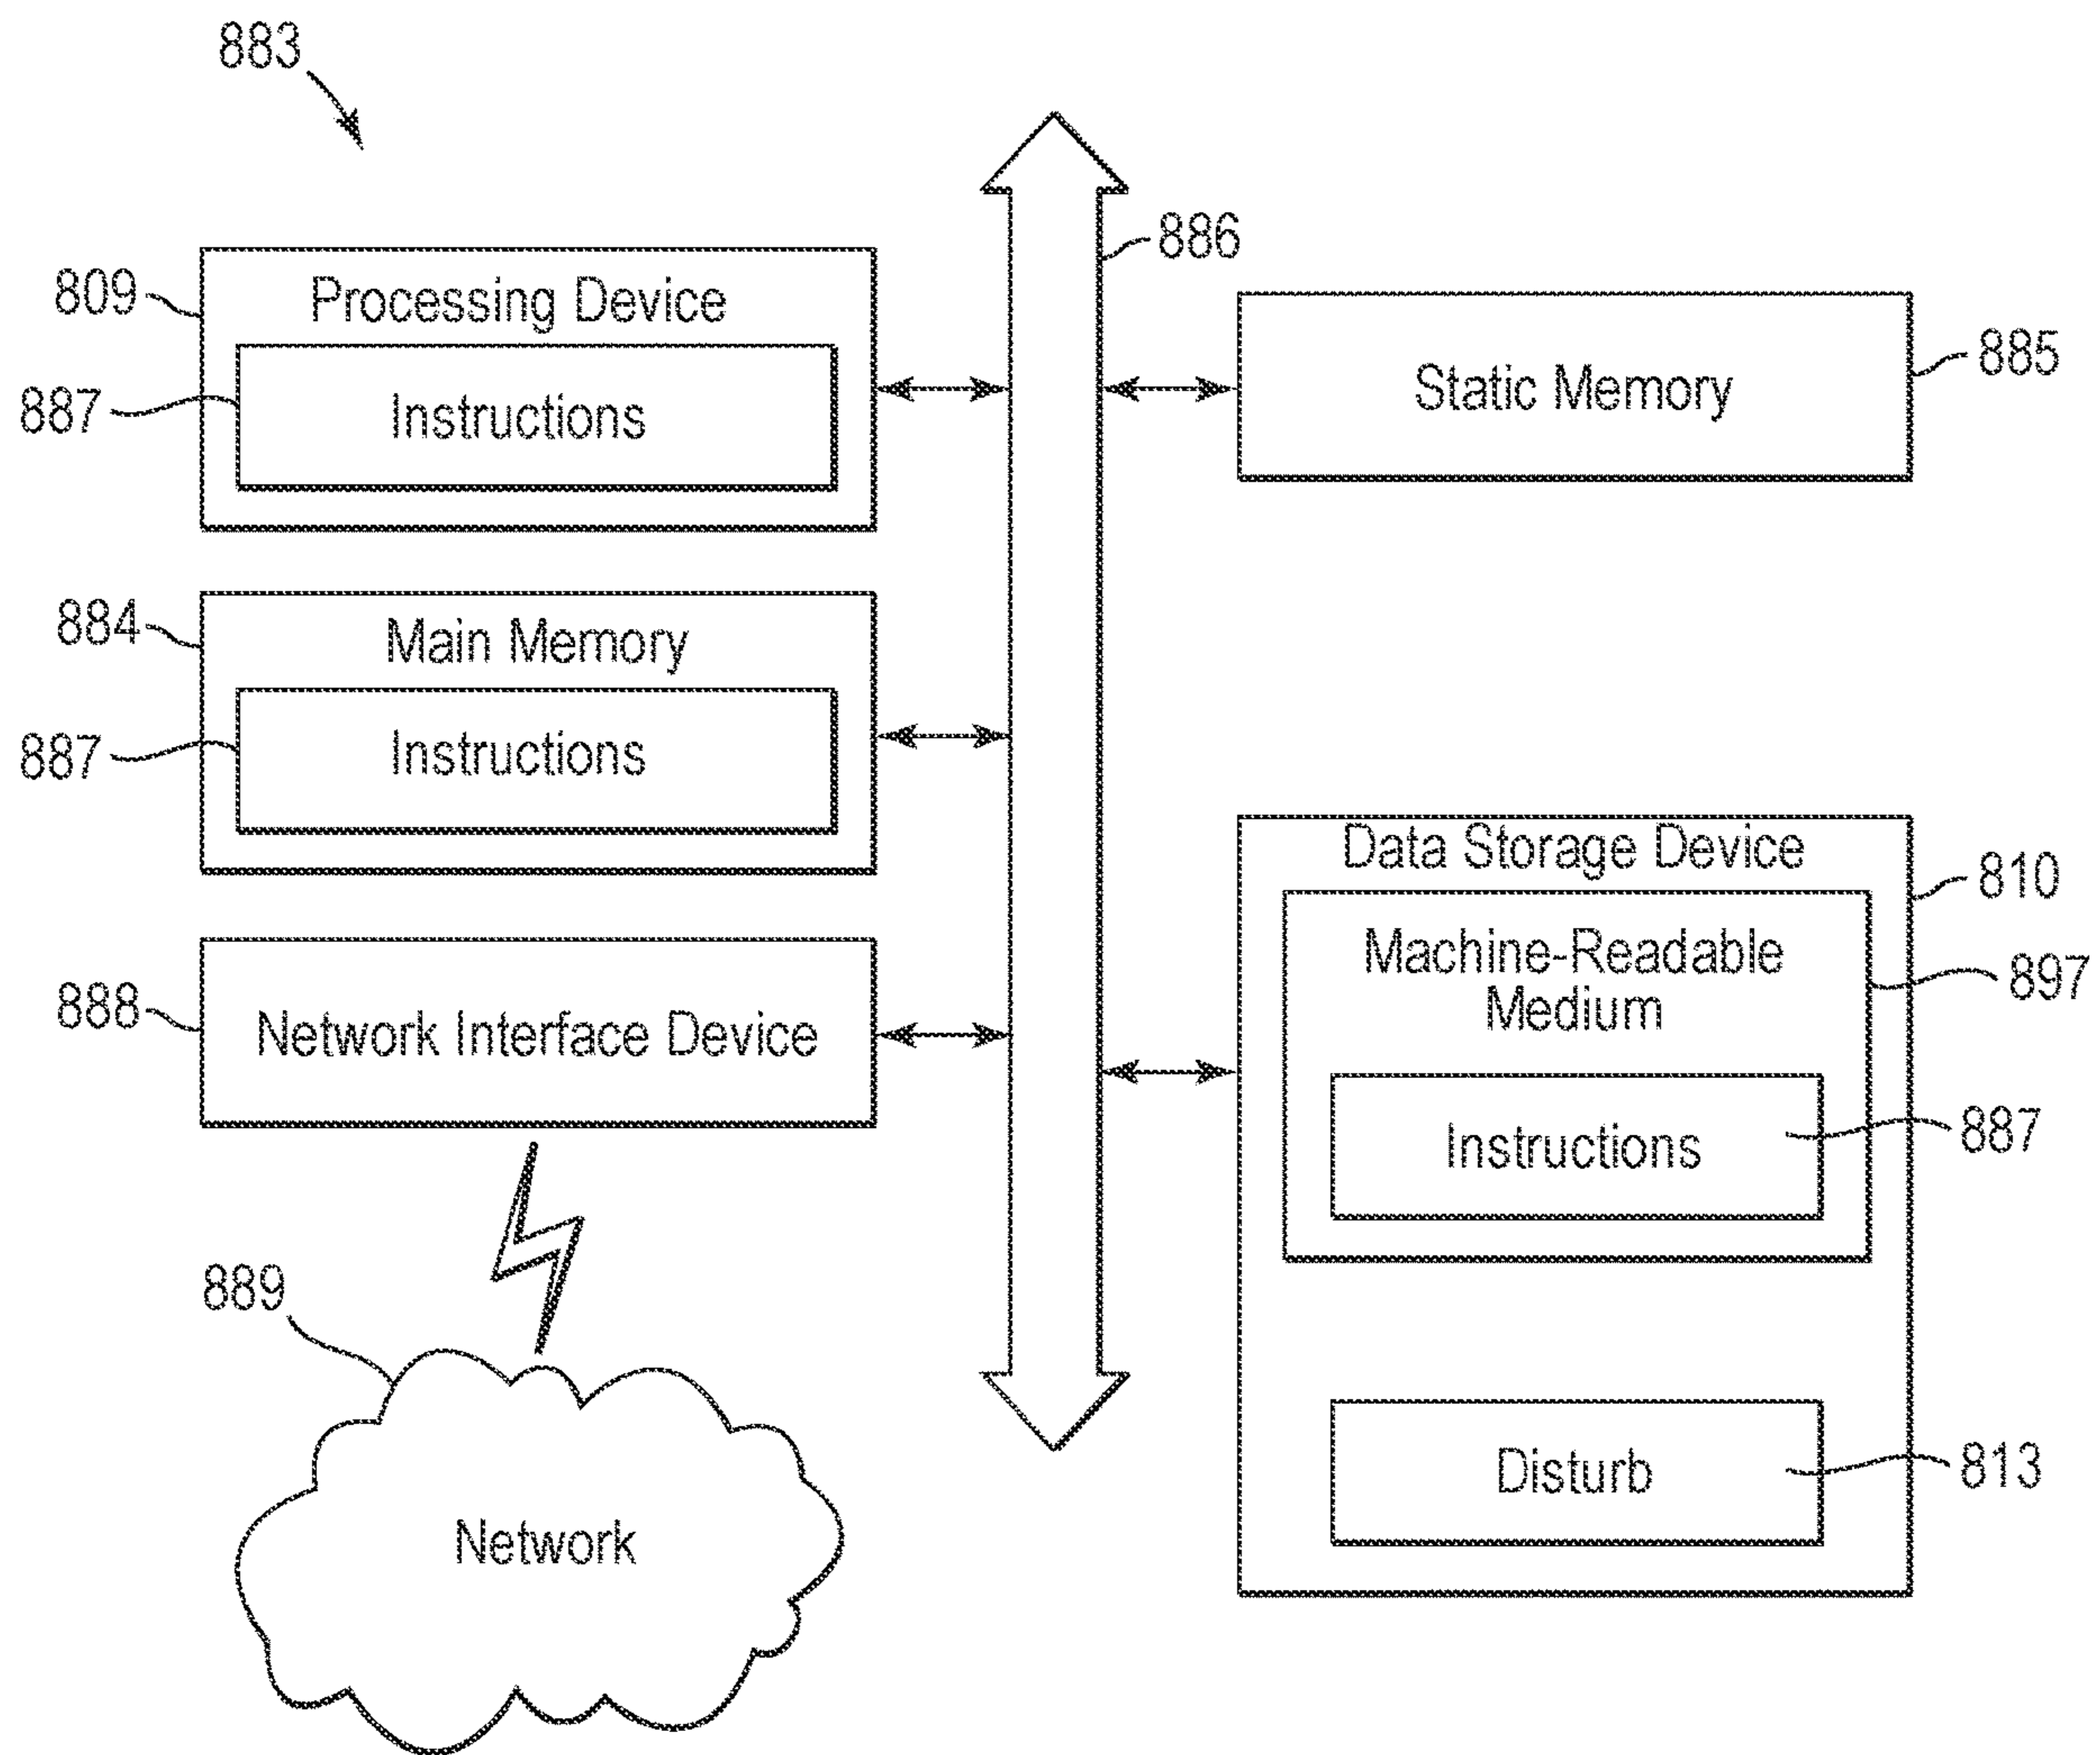 883
886
809
Processing Device
887
Instructions
Static Memory
885
884
Main Memory
887
Instructions
Data Storage Device
810
Machine-Readable
Medium
897
888
Network Interface Device
Instructions
887
889
Disturb
813
Network